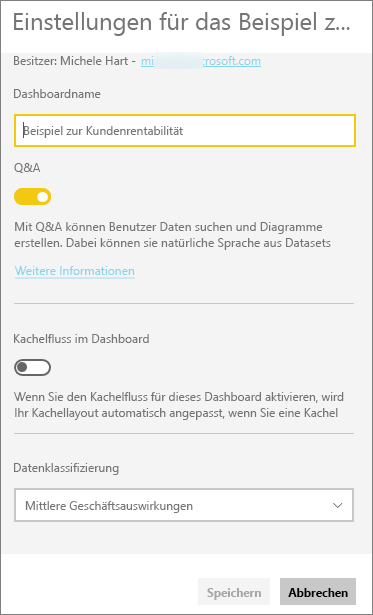 Einstellungen für das Beispiel z...
Besitzer: Michele Hart - mi rosoft.com
Dashboardname
Beispiel zur Kundenrentabilität
Q&A
Mit Q&A können Benutzer Daten suchen und Diagramme
erstellen. Dabei können sie natürliche Sprache aus Datasets
Weitere Informationen
Kachelfluss im Dashboard
Wenn Sie den Kachelfluss für dieses Dashboard aktivieren, wird
Ihr Kachellayout automatisch angepasst, wenn Sie eine Kachel
Datenklassifizierung
Mittlere Geschäftsauswirkungen
Speichern Abbrechen